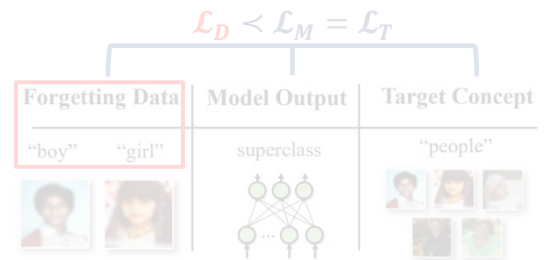 ℒ_D ≺ ℒ_M = ℒ_T
Forgetting Data Model Output Target Concept
“boy” “girl” superclass “people”
...